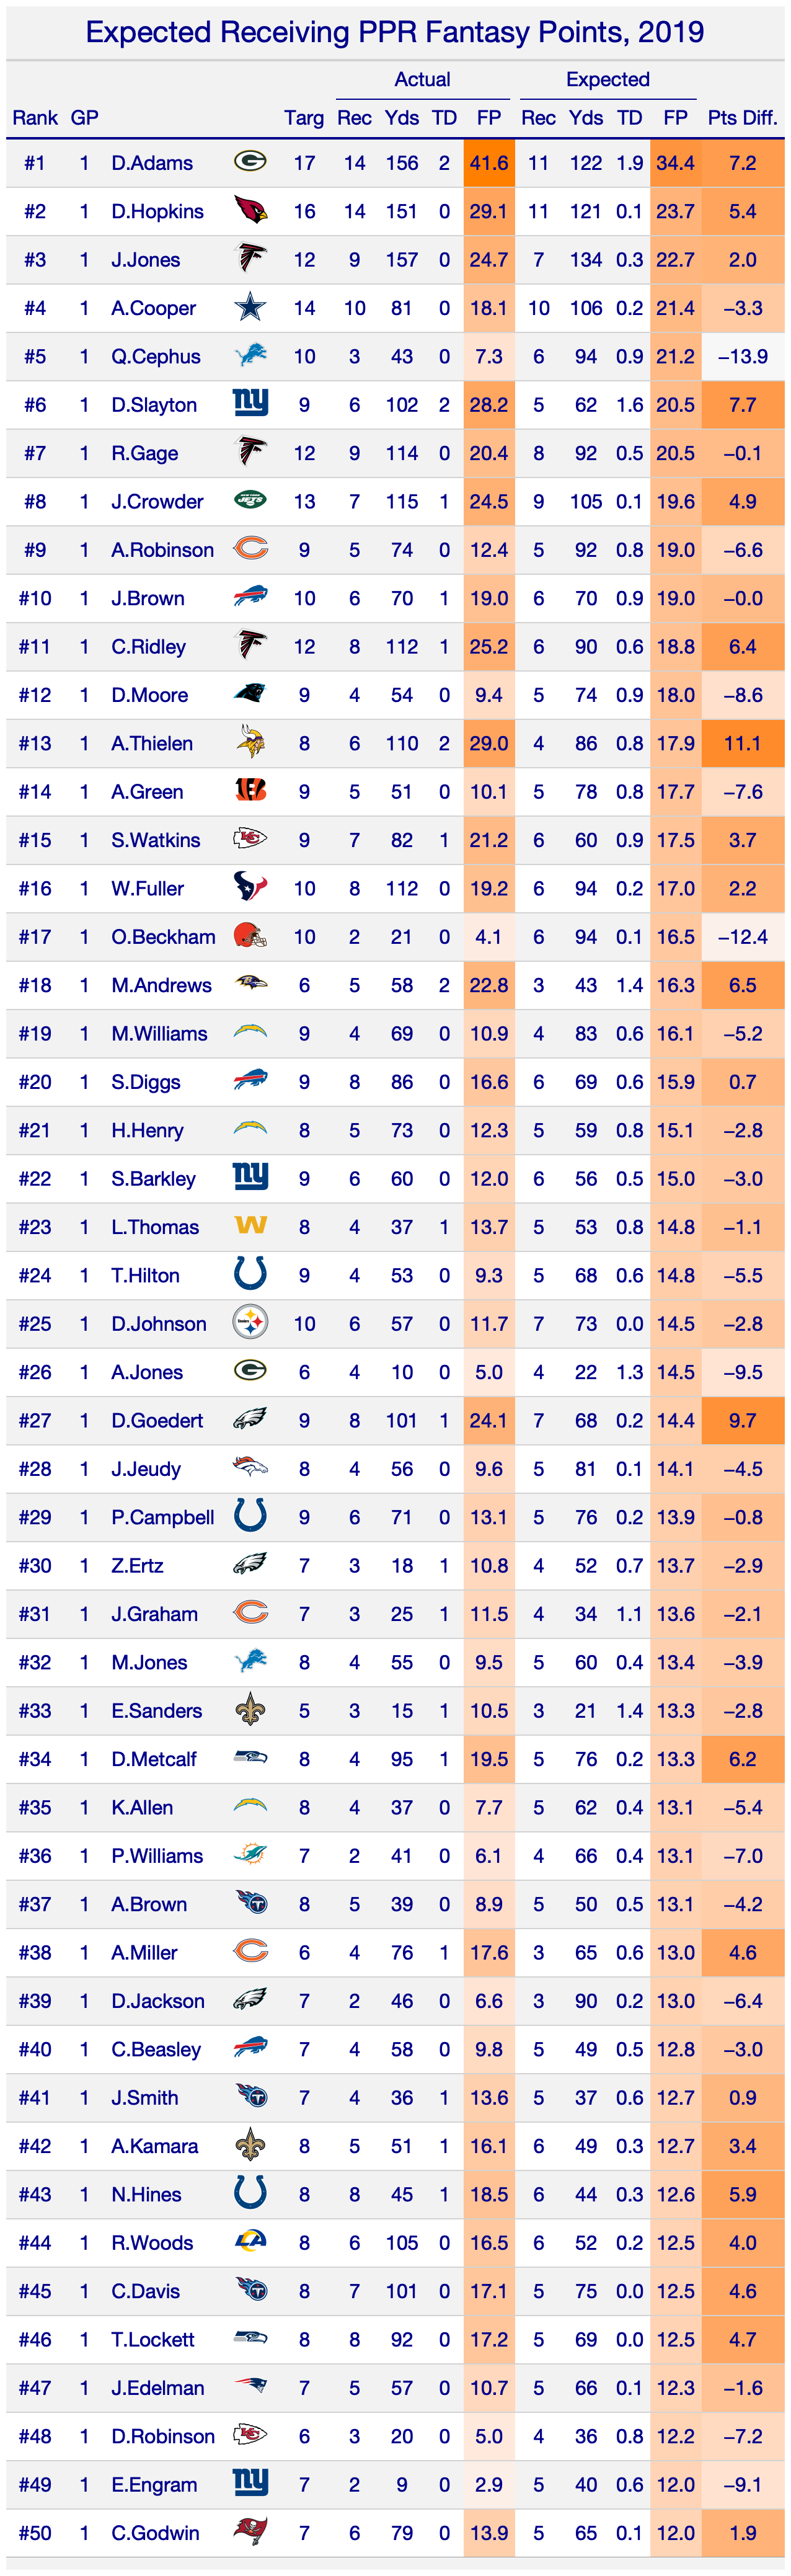 Expected Receiving PPR Fantasy Points, 2019
Actual Expected
Rank GP Targ Rec Yds TD FP Rec Yds TD FP Pts Diff.
#1 1 D.Adams 17 14 156 2 41.6 11 122 1.9 34.4 7.2
#2 1 D.Hopkins 16 14 151 0 29.1 11 121 0.1 23.7 5.4
#3 1 J.Jones 12 9 157 0 24.7 7 134 0.3 22.7 2.0
#4 1 A.Cooper 14 10 81 0 18.1 10 106 0.2 21.4 −3.3
#5 1 Q.Cephus 10 3 43 0 7.3 6 94 0.9 21.2 −13.9
#6 1 D.Slayton ny 9 6 102 2 28.2 5 62 1.6 20.5 7.7
#7 1 R.Gage 12 9 114 0 20.4 8 92 0.5 20.5 −0.1
#8 1 J.Crowder JETS 13 7 115 1 24.5 9 105 0.1 19.6 4.9
#9 1 A.Robinson 9 5 74 0 12.4 5 92 0.8 19.0 −6.6
#10 1 J.Brown 10 6 70 1 19.0 6 70 0.9 19.0 −0.0
#11 1 C.Ridley 12 8 112 1 25.2 6 90 0.6 18.8 6.4
#12 1 D.Moore 9 4 54 0 9.4 5 74 0.9 18.0 −8.6
#13 1 A.Thielen 8 6 110 2 29.0 4 86 0.8 17.9 11.1
#14 1 A.Green 9 5 51 0 10.1 5 78 0.8 17.7 −7.6
#15 1 S.Watkins KC 9 7 82 1 21.2 6 60 0.9 17.5 3.7
#16 1 W.Fuller 10 8 112 0 19.2 6 94 0.2 17.0 2.2
#17 1 O.Beckham 10 2 21 0 4.1 6 94 0.1 16.5 −12.4
#18 1 M.Andrews 6 5 58 2 22.8 3 43 1.4 16.3 6.5
#19 1 M.Williams 9 4 69 0 10.9 4 83 0.6 16.1 −5.2
#20 1 S.Diggs 9 8 86 0 16.6 6 69 0.6 15.9 0.7
#21 1 H.Henry 8 5 73 0 12.3 5 59 0.8 15.1 −2.8
#22 1 S.Barkley ny 9 6 60 0 12.0 6 56 0.5 15.0 −3.0
#23 1 L.Thomas W 8 4 37 1 13.7 5 53 0.8 14.8 −1.1
#24 1 T.Hilton 9 4 53 0 9.3 5 68 0.6 14.8 −5.5
#25 1 D.Johnson Steelers 10 6 57 0 11.7 7 73 0.0 14.5 −2.8
#26 1 A.Jones 6 4 10 0 5.0 4 22 1.3 14.5 −9.5
#27 1 D.Goedert 9 8 101 1 24.1 7 68 0.2 14.4 9.7
#28 1 J.Jeudy 8 4 56 0 9.6 5 81 0.1 14.1 −4.5
#29 1 P.Campbell 9 6 71 0 13.1 5 76 0.2 13.9 −0.8
#30 1 Z.Ertz 7 3 18 1 10.8 4 52 0.7 13.7 −2.9
#31 1 J.Graham 7 3 25 1 11.5 4 34 1.1 13.6 −2.1
#32 1 M.Jones 8 4 55 0 9.5 5 60 0.4 13.4 −3.9
#33 1 E.Sanders 5 3 15 1 10.5 3 21 1.4 13.3 −2.8
#34 1 D.Metcalf 8 4 95 1 19.5 5 76 0.2 13.3 6.2
#35 1 K.Allen 8 4 37 0 7.7 5 62 0.4 13.1 −5.4
#36 1 P.Williams 7 2 41 0 6.1 4 66 0.4 13.1 −7.0
#37 1 A.Brown 8 5 39 0 8.9 5 50 0.5 13.1 −4.2
#38 1 A.Miller 6 4 76 1 17.6 3 65 0.6 13.0 4.6
#39 1 D.Jackson 7 2 46 0 6.6 3 90 0.2 13.0 −6.4
#40 1 C.Beasley 7 4 58 0 9.8 5 49 0.5 12.8 −3.0
#41 1 J.Smith 7 4 36 1 13.6 5 37 0.6 12.7 0.9
#42 1 A.Kamara 8 5 51 1 16.1 6 49 0.3 12.7 3.4
#43 1 N.Hines 8 8 45 1 18.5 6 44 0.3 12.6 5.9
#44 1 R.Woods LA 8 6 105 0 16.5 6 52 0.2 12.5 4.0
#45 1 C.Davis 8 7 101 0 17.1 5 75 0.0 12.5 4.6
#46 1 T.Lockett 8 8 92 0 17.2 5 69 0.0 12.5 4.7
#47 1 J.Edelman 7 5 57 0 10.7 5 66 0.1 12.3 −1.6
#48 1 D.Robinson KC 6 3 20 0 5.0 4 36 0.8 12.2 −7.2
#49 1 E.Engram ny 7 2 9 0 2.9 5 40 0.6 12.0 −9.1
#50 1 C.Godwin 7 6 79 0 13.9 5 65 0.1 12.0 1.9